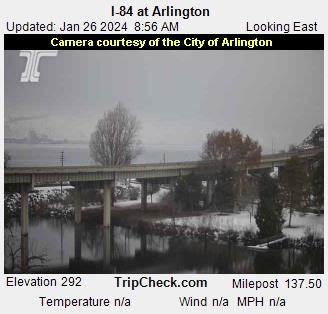 I-84 at Arlington
Updated: Jan 26 2024 8:56 AM Looking East
Camera courtesy of the City of Arlington
Elevation 292 TripCheck.com Milepost 137.50
Temperature n/a Wind n/a MPH n/a